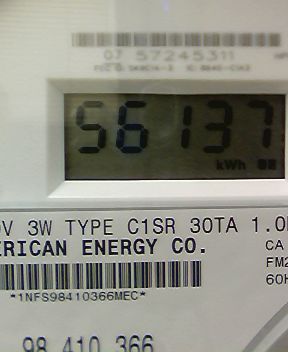 07 57245311
56137
kWh
V 3W TYPE C1SR 30TA 1.0
ERICAN ENERGY CO.
CA
FM2
60H
*1NFS98410366MEC*
98 410 366